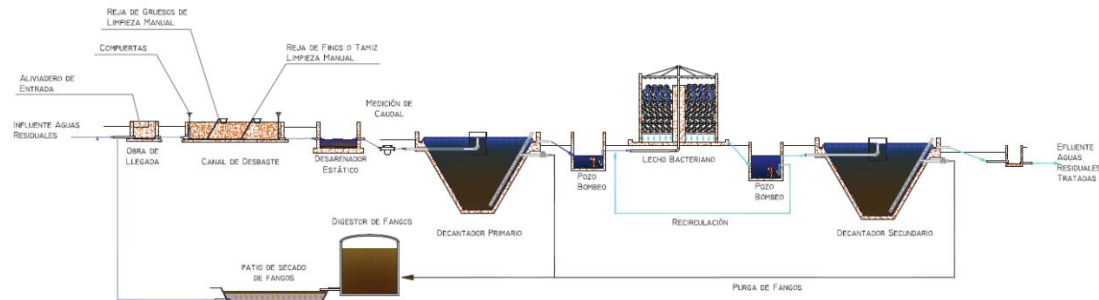 REJA DE GRUESOS DE
LIMPIEZA MANUAL
COMPUERTAS
REJA DE FINOS O TAMIZ
LIMPIEZA MANUAL
ALIVIADERO DE
ENTRADA
INFLUENTE AGUAS
RESIDUALES
OBRA DE
LLEGADA
CANAL DE DESBASTE
DESARENADOR
ESTÁTICO
MEDICIÓN DE
CAUDAL
DECANTADOR PRIMARIO
POZO
BOMBEO
LECHO BACTERIANO
RECIRCULACIÓN
POZO
BOMBEO
DECANTADOR SECUNDARIO
EFLUENTE
AGUAS
RESIDUALES
TRATADAS
DIGESTOR DE FANGOS
PATIO DE SECADO
DE FANGOS
PURGA DE FANGOS